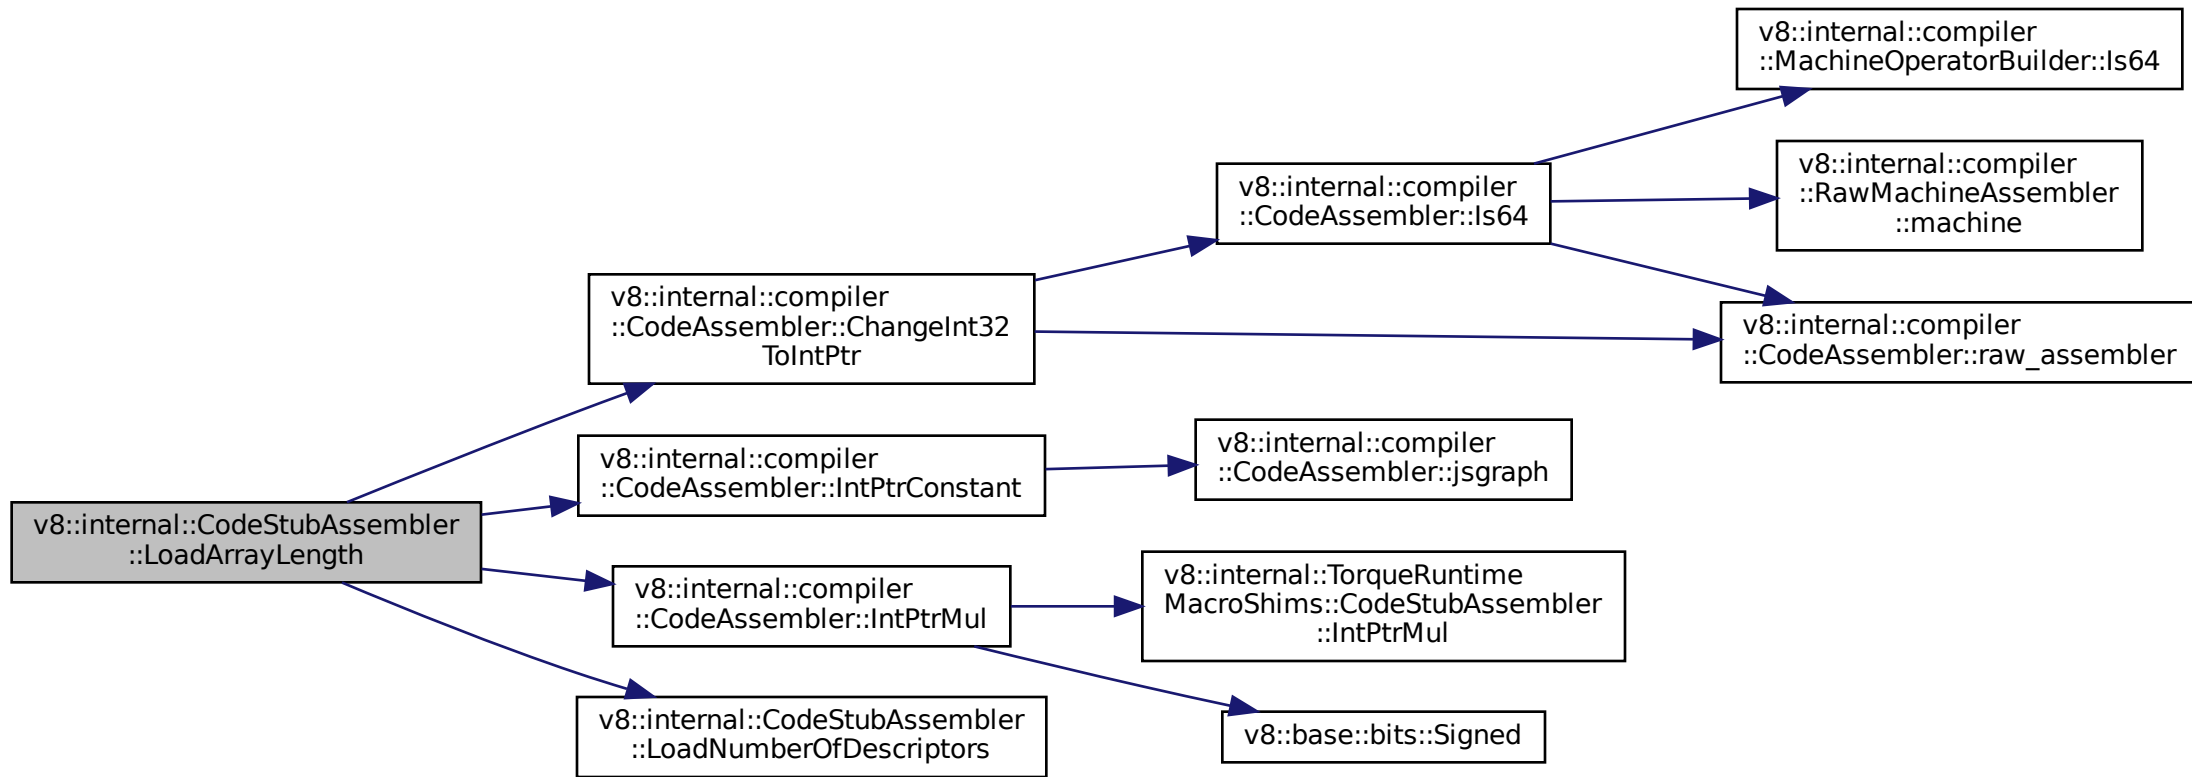 v8::internal::compiler
::MachineOperatorBuilder::Is64
v8::internal::compiler
::RawMachineAssembler
::machine
v8::internal::compiler
::CodeAssembler::Is64
v8::internal::compiler
::CodeAssembler::ChangeInt32
ToIntPtr
v8::internal::compiler
::CodeAssembler::raw_assembler
v8::internal::compiler
::CodeAssembler::IntPtrConstant
v8::internal::compiler
::CodeAssembler::jsgraph
v8::internal::CodeStubAssembler
::LoadArrayLength
v8::internal::compiler
::CodeAssembler::IntPtrMul
v8::internal::TorqueRuntime
MacroShims::CodeStubAssembler
::IntPtrMul
v8::internal::CodeStubAssembler
::LoadNumberOfDescriptors
v8::base::bits::Signed